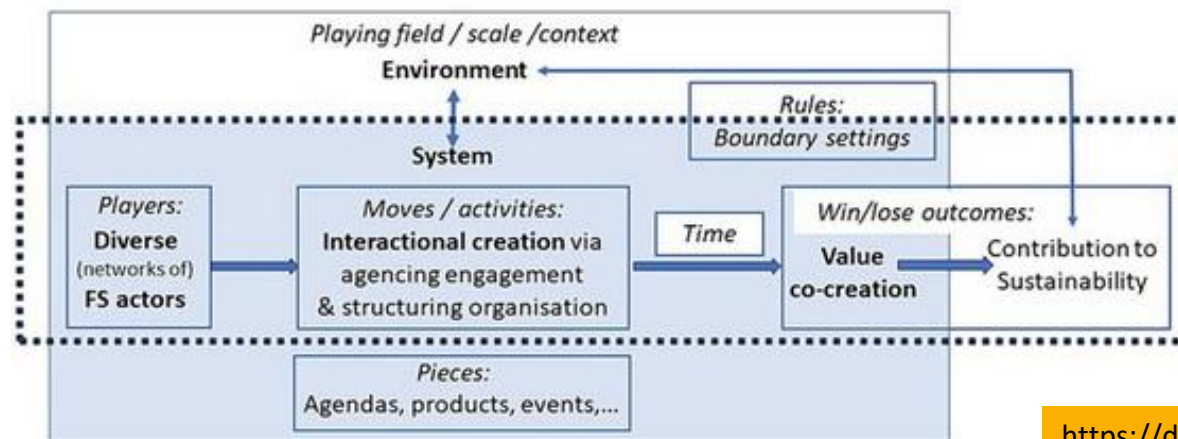 Playing field / scale /context
Environment
Rules:
Boundary settings
System
Players:
Diverse
(networks of)
FS actors
Moves / activities:
Interactional creation via
agencing engagement
& structuring organisation
Time
Win/lose outcomes:
Value
co-creation
Contribution to
Sustainability
Pieces:
Agendas, products, events,...
https://d